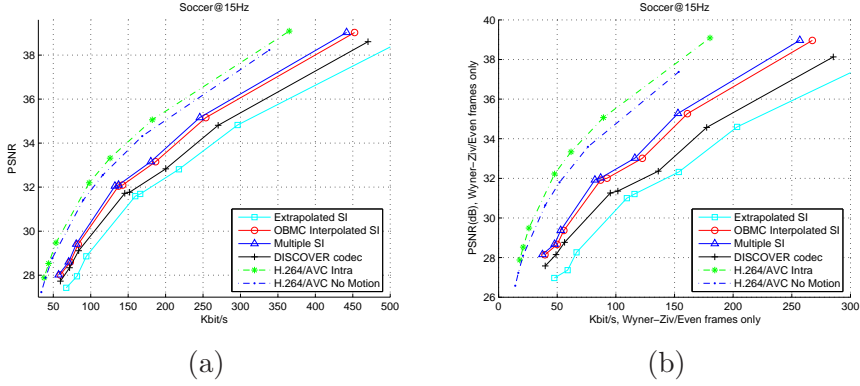 Soccer@15Hz
PSNR
38
36
34
32
30
28
50 100 150 200 250 300 350 400 450 500
Kbit/s
Extrapolated SI
OBMC Interpolated SI
Multiple SI
DISCOVER codec
H.264/AVC Intra
H.264/AVC No Motion
(a)
Soccer@15Hz
PSNR(dB), Wyner−Ziv/Even frames only
40
38
36
34
32
30
28
26
0 50 100 150 200 250 300
Kbit/s, Wyner−Ziv/Even frames only
Extrapolated SI
OBMC Interpolated SI
Multiple SI
DISCOVER codec
H.264/AVC Intra
H.264/AVC No Motion
(b)